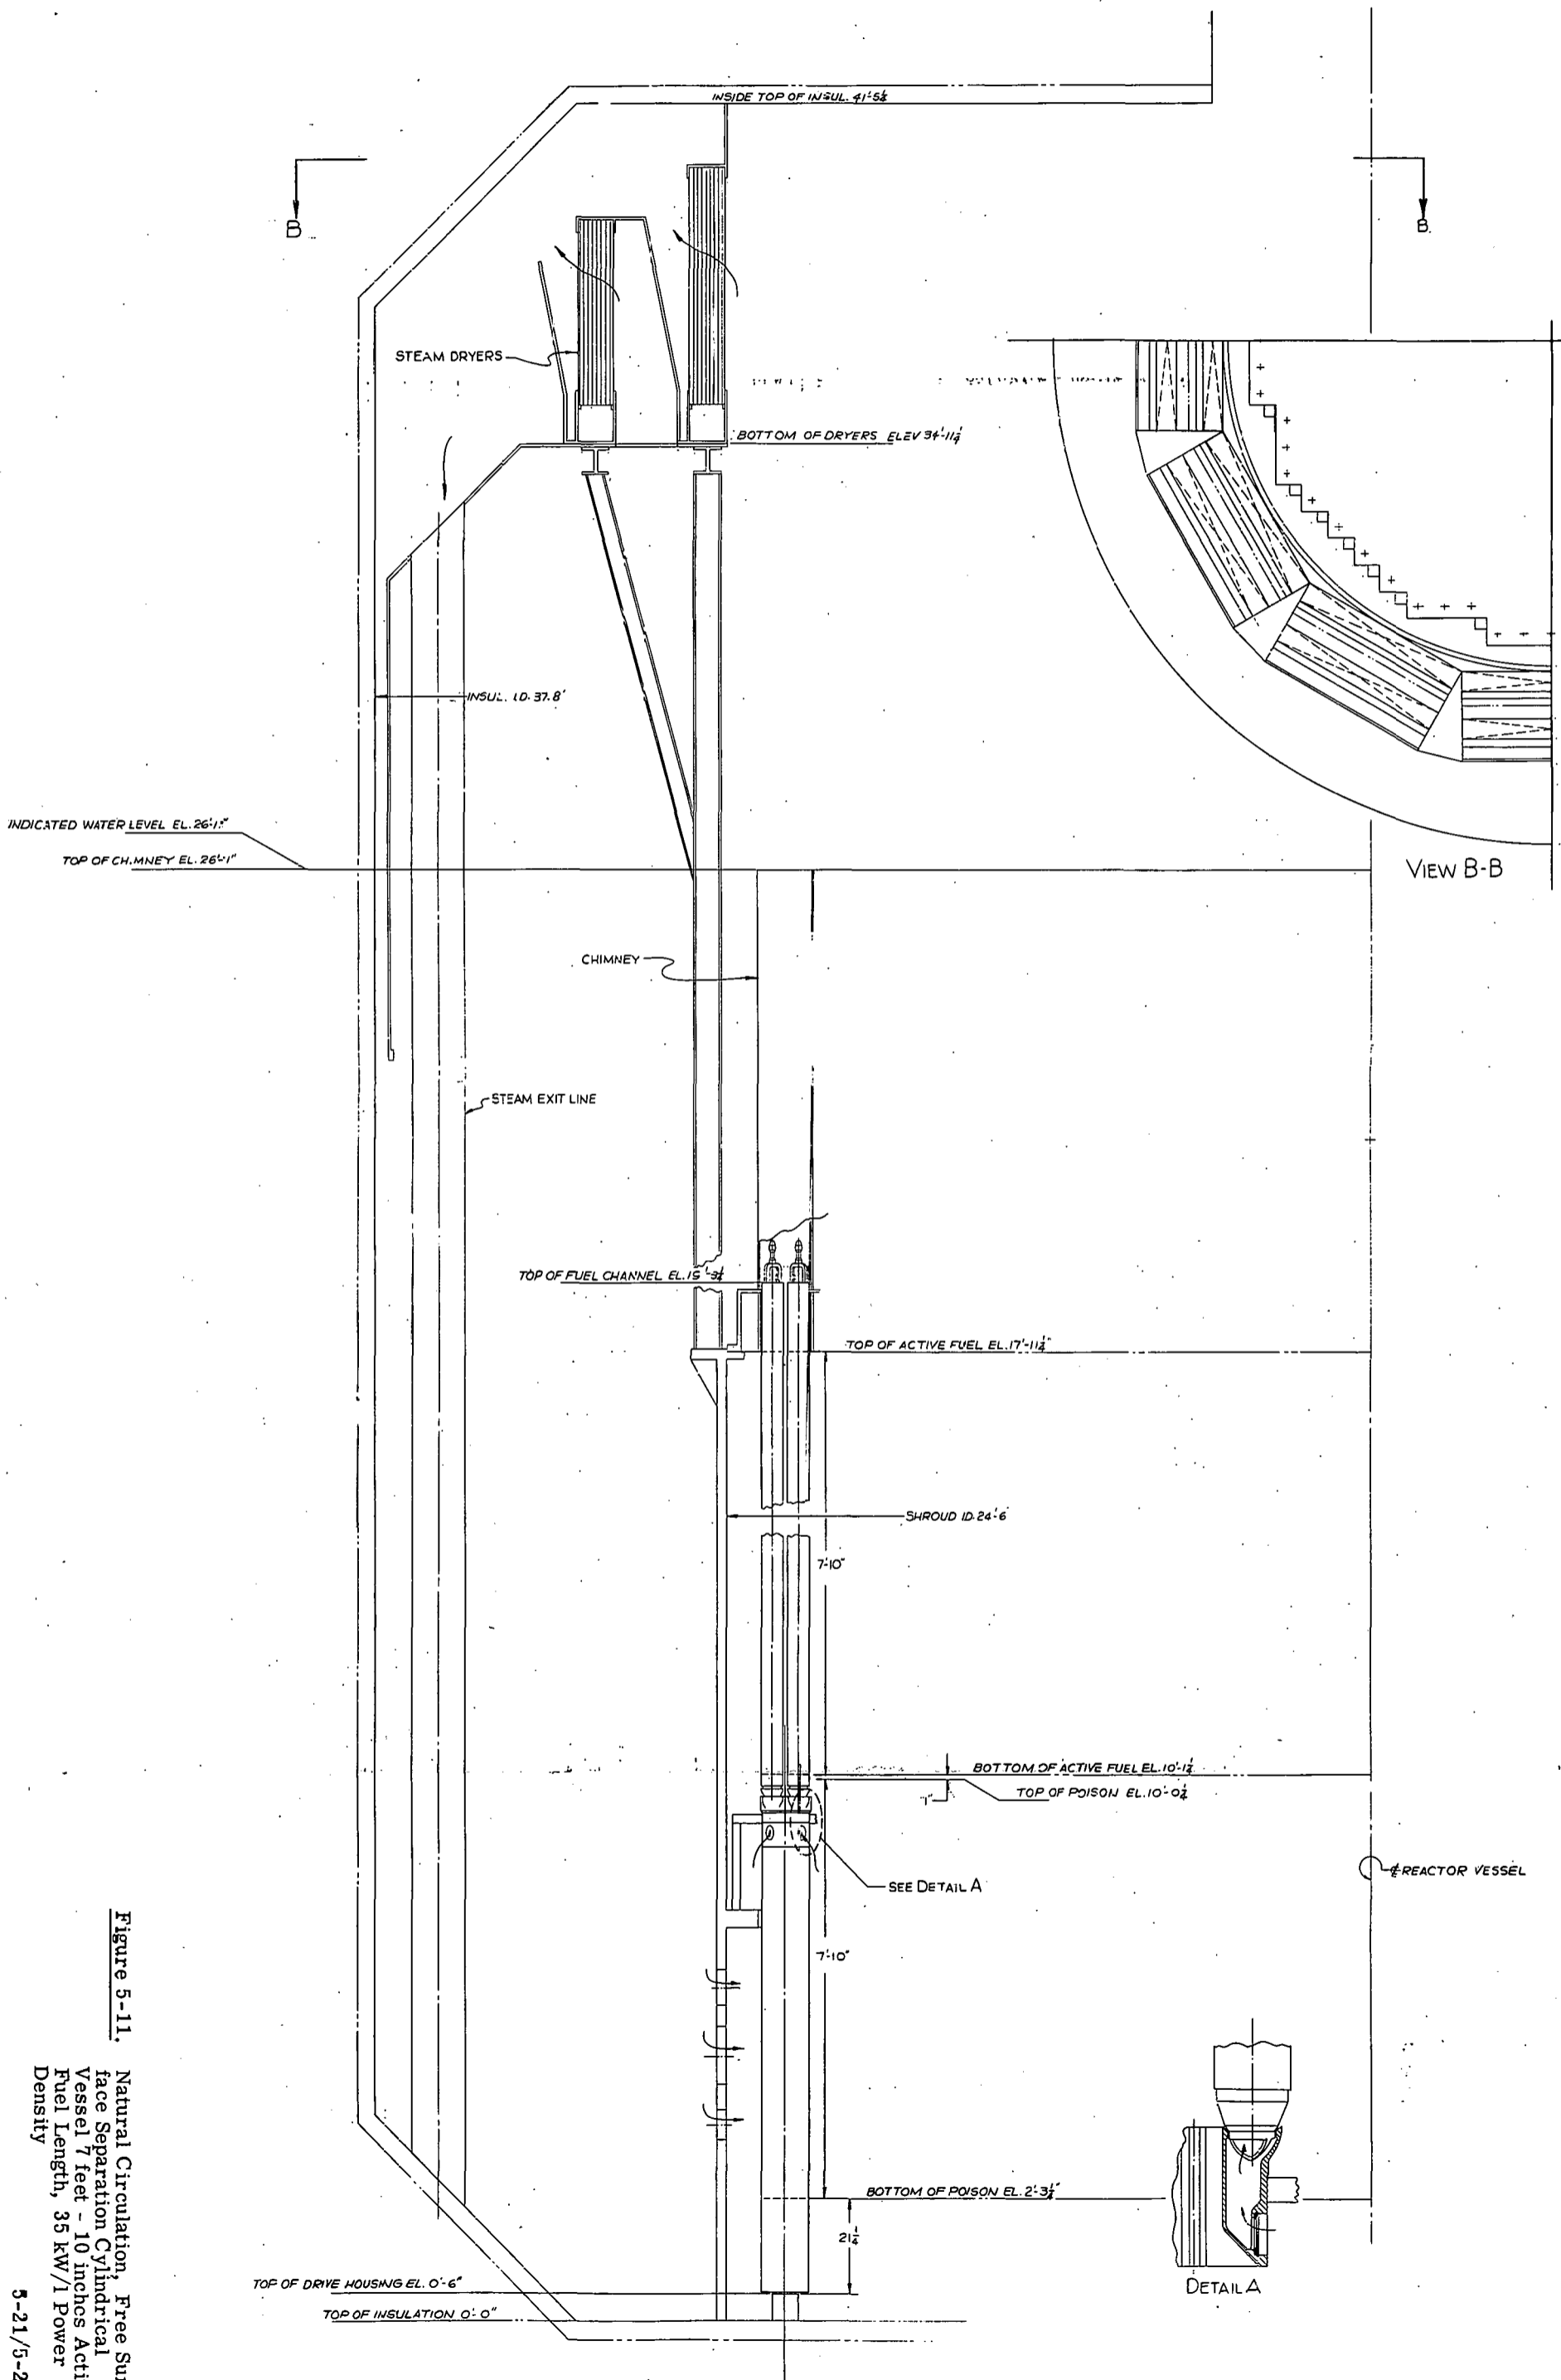 INSIDE TOP OF INSUL. 41'-5¼
B
B
STEAM DRYERS
BOTTOM OF DRYERS ELEV 34'-11¼
INSUL. I.D. 37.8'
INDICATED WATER LEVEL EL. 26'-1"
TOP OF CHIMNEY EL. 26'-1"
VIEW B-B
CHIMNEY
STEAM EXIT LINE
TOP OF FUEL CHANNEL EL.
TOP OF ACTIVE FUEL EL. 17'-11¼"
SHROUD ID. 24'-6
7'-10"
BOTTOM OF ACTIVE FUEL EL. 10'-1¼
TOP OF POISON EL. 10'-0¼
1"
SEE DETAIL A
℄ REACTOR VESSEL
7'-10"
BOTTOM OF POISON EL. 2'-3¼"
21¼
DETAIL A
TOP OF DRIVE HOUSING EL. 0'-6"
TOP OF INSULATION 0'-0"
Figure 5-11. Natural Circulation, Free Sur
face Separation Cylindrical
Vessel 7 feet - 10 inches Acti
Fuel Length, 35 kW/l Power
Density
5-21/5-2